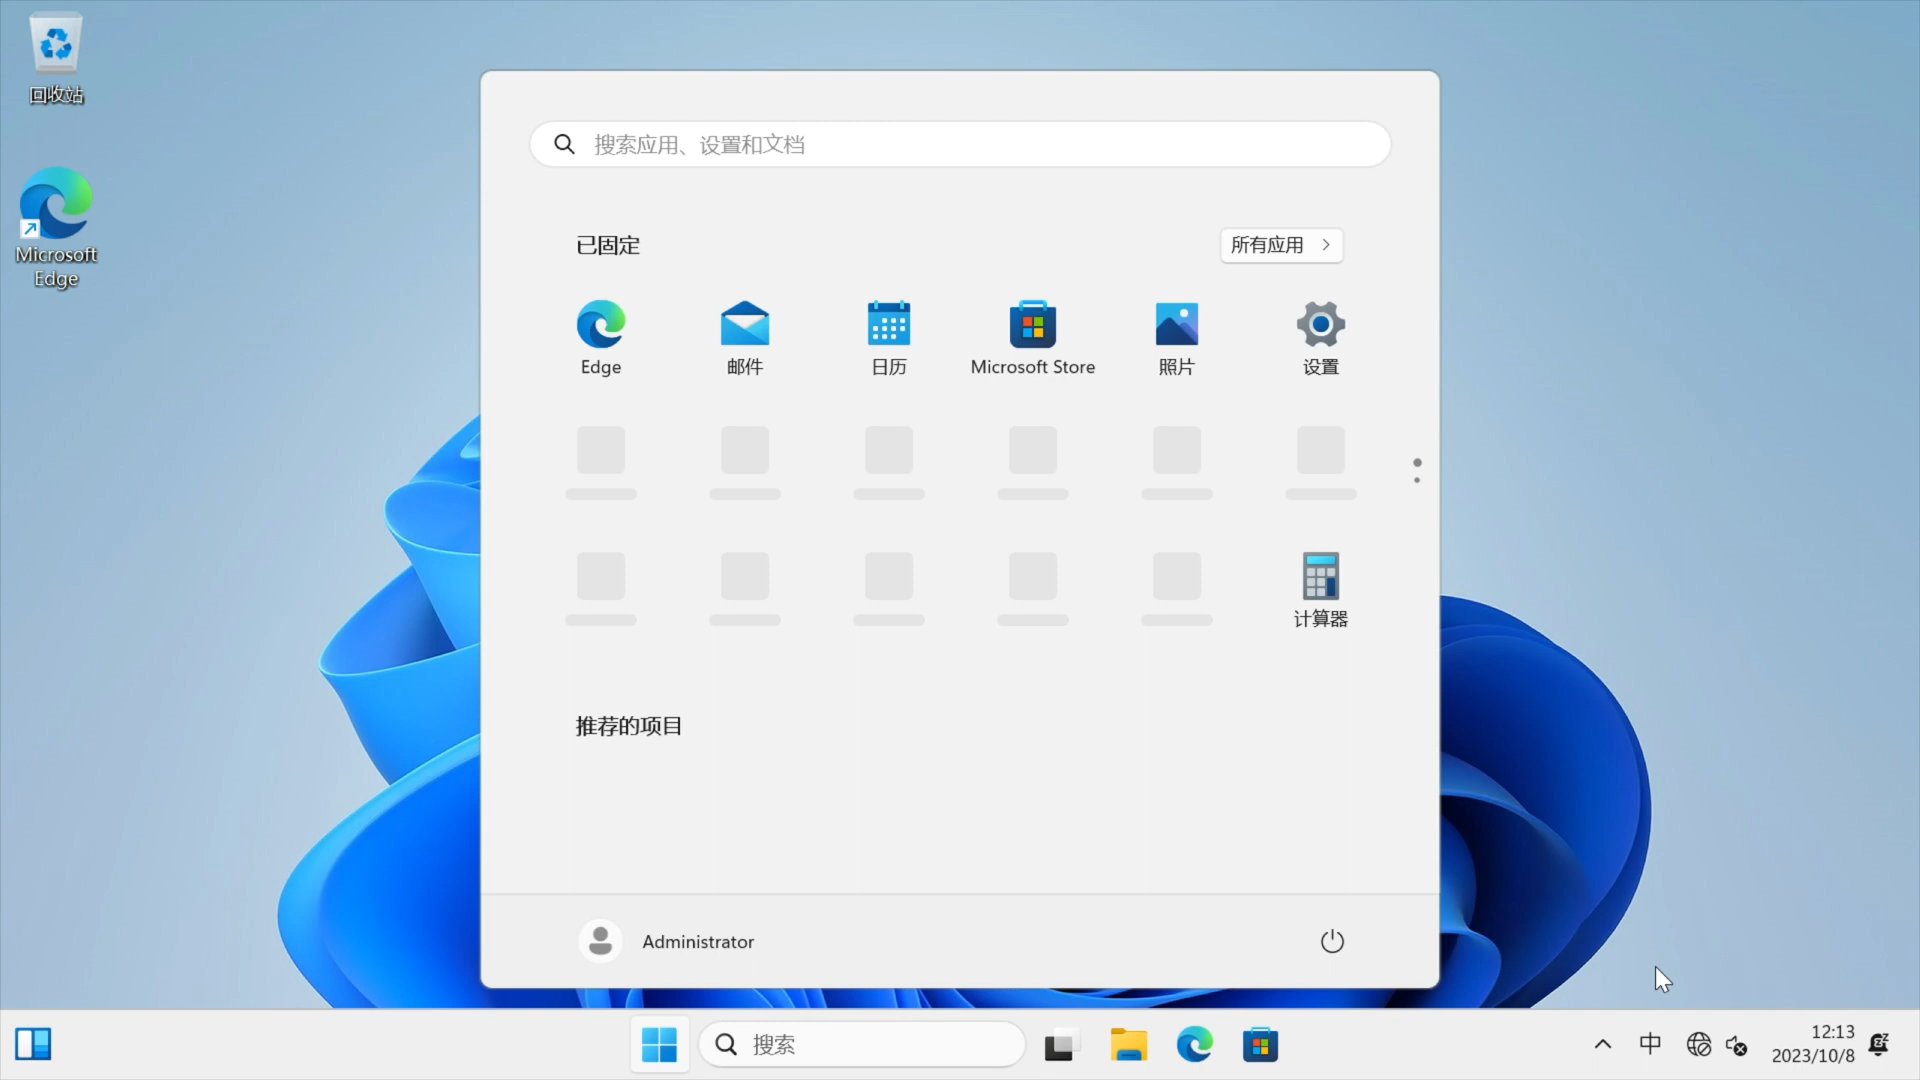 回收站
Microsoft
Edge
搜索应用、设置和文档
已固定
所有应用
Edge
邮件
日历
Microsoft Store
照片
设置
计算器
推荐的项目
Administrator
搜索
中
12:13
2023/10/8